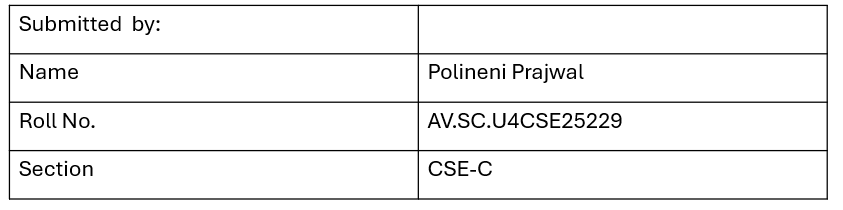 Submitted by:
Name Polineni Prajwal
Roll No. AV.SC.U4CSE25229
Section CSE-C